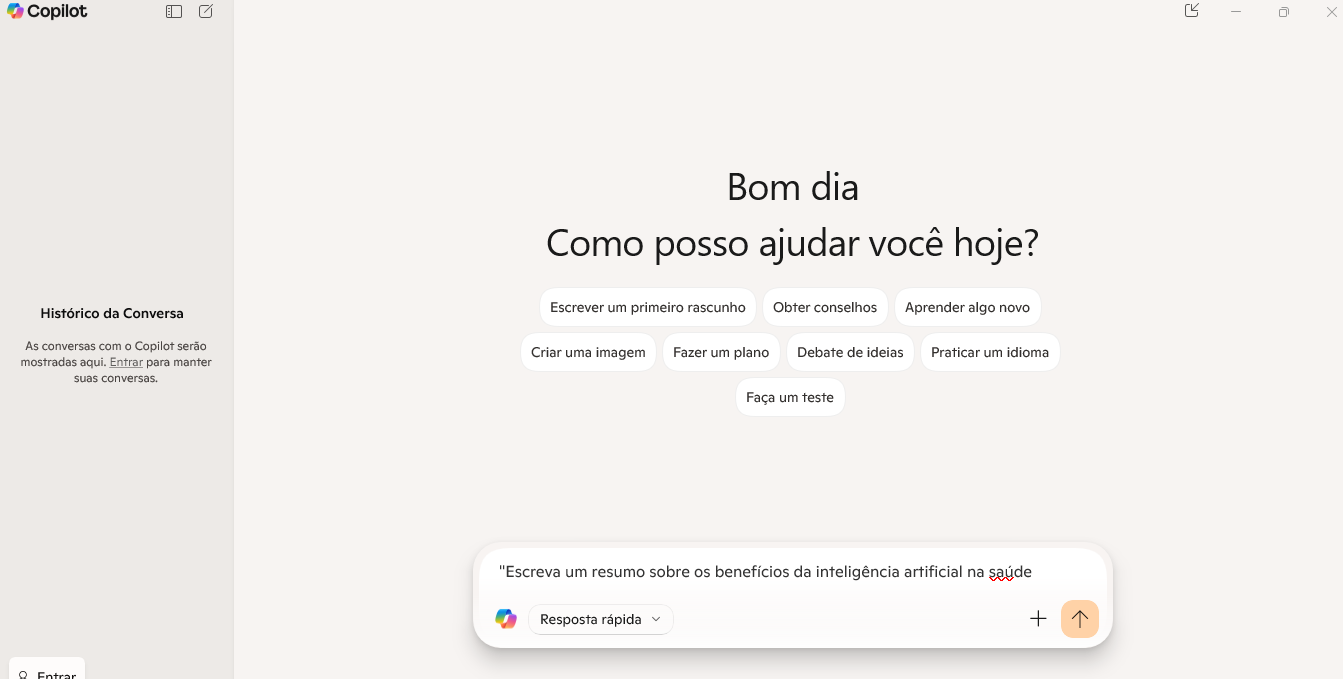 Copilot
Bom dia
Como posso ajudar você hoje?
Escrever um primeiro rascunho
Obter conselhos
Aprender algo novo
Criar uma imagem
Fazer um plano
Debate de ideias
Praticar um idioma
Faça um teste
Histórico da Conversa
As conversas com o Copilot serão
mostradas aqui. Entrar para manter
suas conversas.
"Escreva um resumo sobre os benefícios da inteligência artificial na saúde
Resposta rápida
Entrar